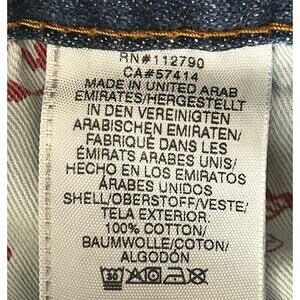 RN#112790
CA#57414
MADE IN UNITED ARAB
EMIRATES/HERGESTELLT
IN DEN VEREINIGTEN
ARABISCHEN EMIRATEN/
FABRIQUÉ DANS LES
ÉMIRATS ARABES UNIS/
HECHO EN LOS EMIRATOS
ÁRABES UNIDOS
SHELL/OBERSTOFF/VESTE/
TELA EXTERIOR:
100% COTTON/
BAUMWOLLE/COTON/
ALGODÓN